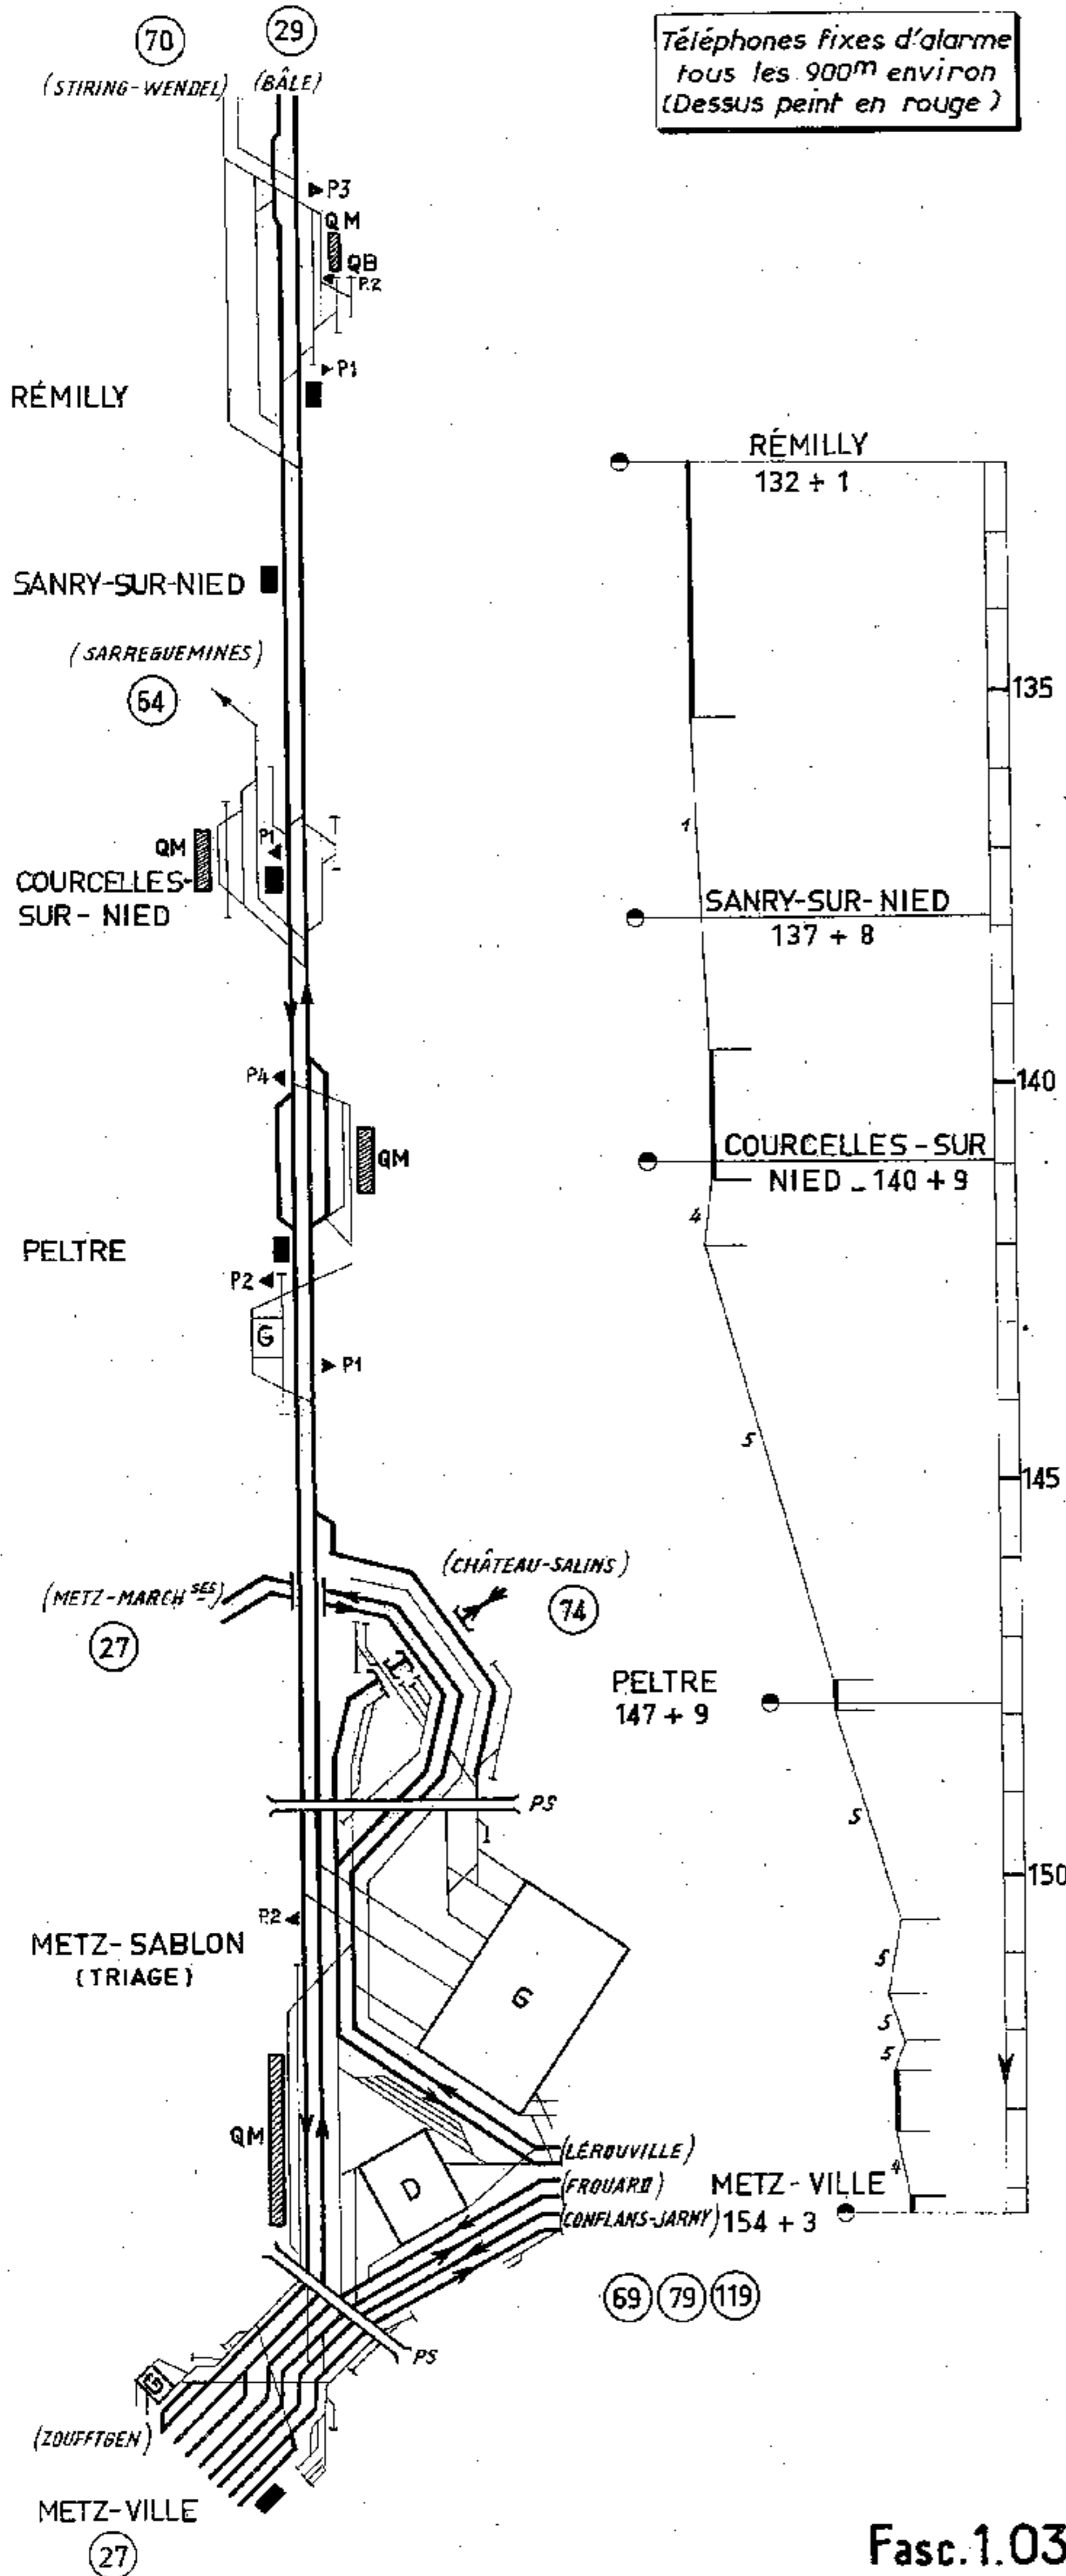 70
29
(STIRING-WENDEL)
(BÂLE)
Téléphones fixes d'alarme
tous les 900m environ
(Dessus peint en rouge)
P3
QM
QB
P.2
P1
RÉMILLY
RÉMILLY
132 + 1
SANRY-SUR-NIED
(SARREGUEMINES)
64
135
1
QM
P1
COURCELLES-
SUR-NIED
SANRY-SUR-NIED
137 + 8
P4
140
QM
COURCELLES-SUR
NIED - 140 + 9
4
PELTRE
P2
G
P1
5
145
(METZ-MARCHSES)
27
(CHÂTEAU-SALINS)
74
PELTRE
147 + 9
PS
5
150
P.2
METZ-SABLON
(TRIAGE)
G
5
5
5
QM
D
(LÉROUVILLE)
(FROUARD)
(CONFLANS-JARNY)
METZ-VILLE
154 + 3
4
69
79
119
PS
G
(ZOUFFTGEN)
METZ-VILLE
27
Fasc.1.03